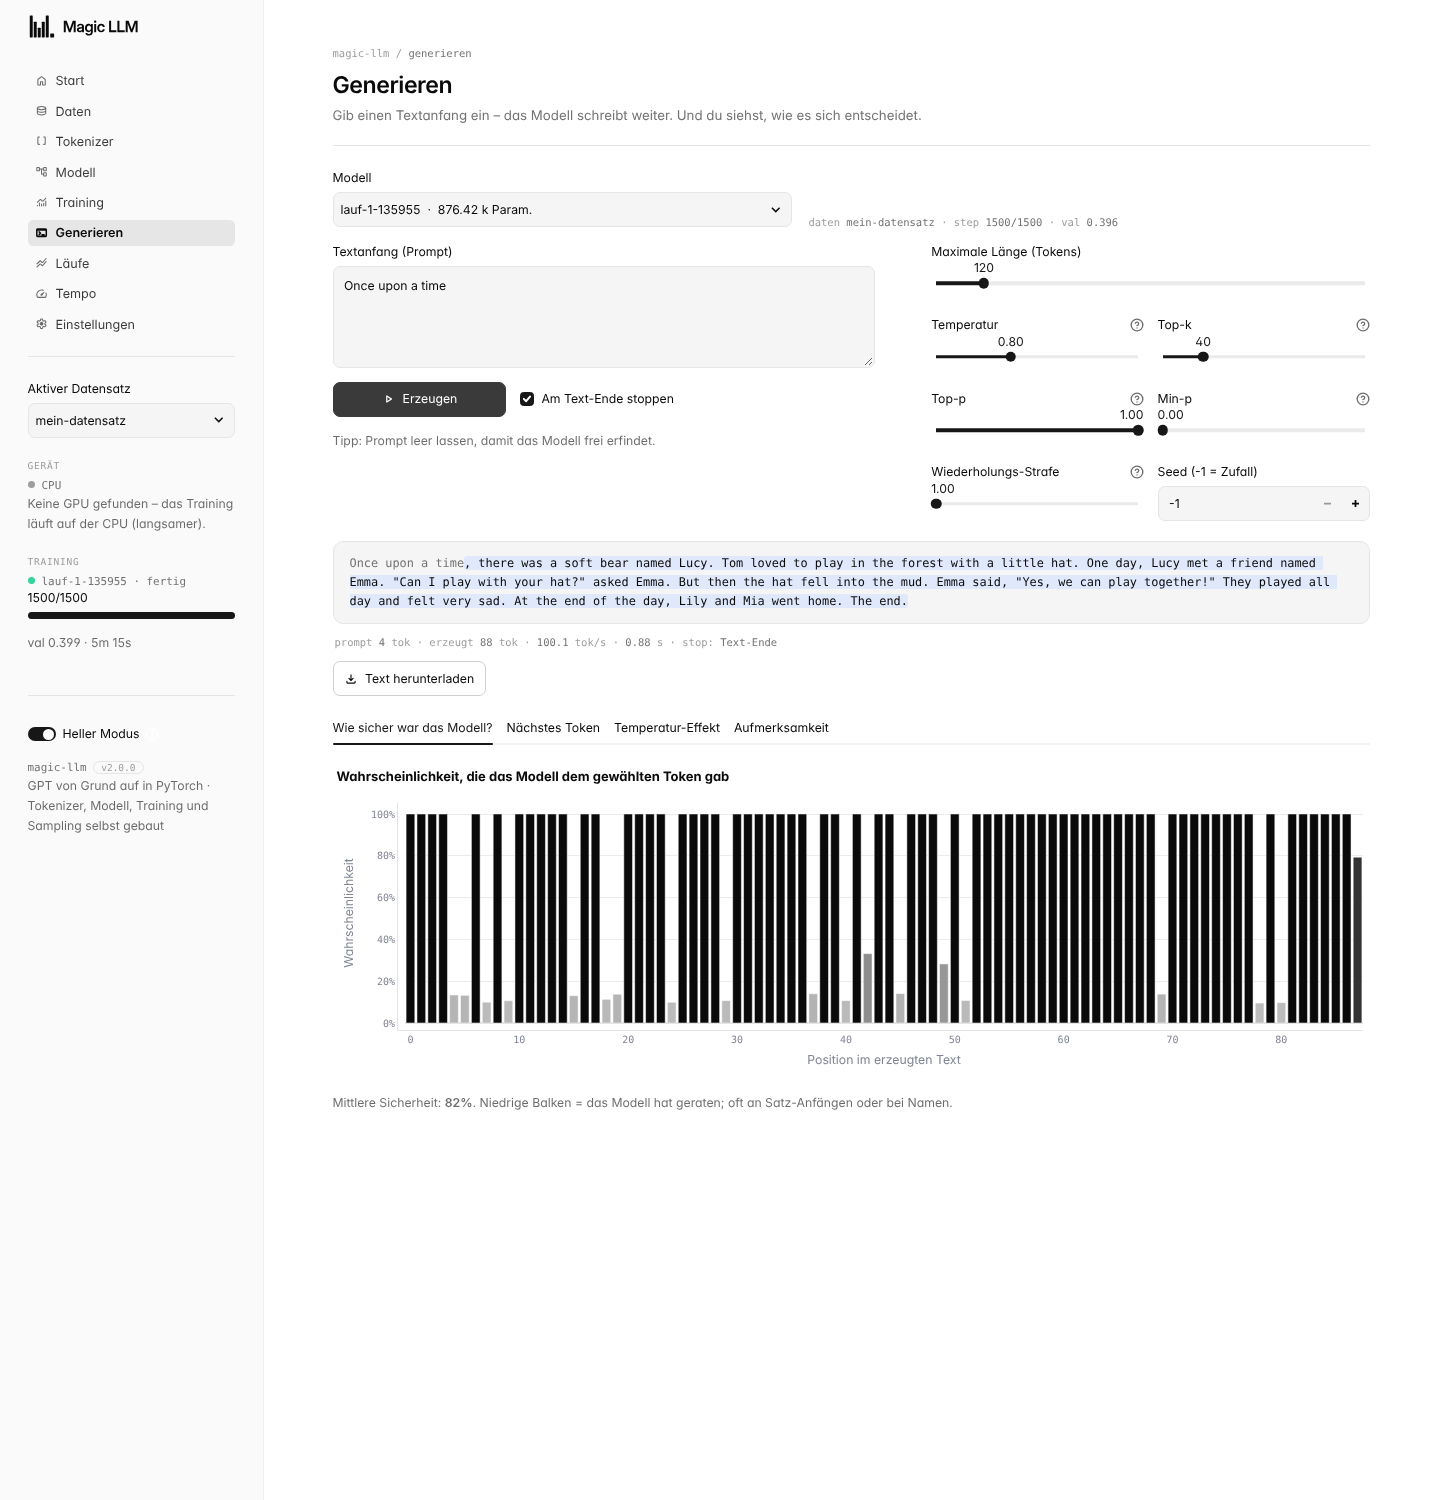 Magic LLM
Start
Daten
Tokenizer
Modell
Training
Generieren
Läufe
Tempo
Einstellungen
Aktiver Datensatz
mein-datensatz
GERÄT
CPU
Keine GPU gefunden – das Training
läuft auf der CPU (langsamer).
TRAINING
lauf-1-135955 · fertig
1500/1500
val 0.399 · 5m 15s
Heller Modus
magic-llm v2.0.0
GPT von Grund auf in PyTorch ·
Tokenizer, Modell, Training und
Sampling selbst gebaut
magic-llm / generieren
Generieren
Gib einen Textanfang ein – das Modell schreibt weiter. Und du siehst, wie es sich entscheidet.
Modell
lauf-1-135955 · 876.42 k Param.
daten mein-datensatz · step 1500/1500 · val 0.396
Textanfang (Prompt)
Once upon a time
Erzeugen
Am Text-Ende stoppen
Tipp: Prompt leer lassen, damit das Modell frei erfindet.
Maximale Länge (Tokens)
120
Temperatur
0.80
Top-k
40
Top-p
1.00
Min-p
0.00
Wiederholungs-Strafe
1.00
Seed (-1 = Zufall)
-1
Once upon a time, there was a soft bear named Lucy. Tom loved to play in the forest with a little hat. One day, Lucy met a friend named
Emma. "Can I play with your hat?" asked Emma. But then the hat fell into the mud. Emma said, "Yes, we can play together!" They played all
day and felt very sad. At the end of the day, Lily and Mia went home. The end.
prompt 4 tok · erzeugt 88 tok · 100.1 tok/s · 0.88 s · stop: Text-Ende
Text herunterladen
Wie sicher war das Modell? Nächstes Token Temperatur-Effekt Aufmerksamkeit
Wahrscheinlichkeit, die das Modell dem gewählten Token gab
Wahrscheinlichkeit
100%
80%
60%
40%
20%
0%
0 10 20 30 40 50 60 70 80
Position im erzeugten Text
Mittlere Sicherheit: 82%. Niedrige Balken = das Modell hat geraten; oft an Satz-Anfängen oder bei Namen.